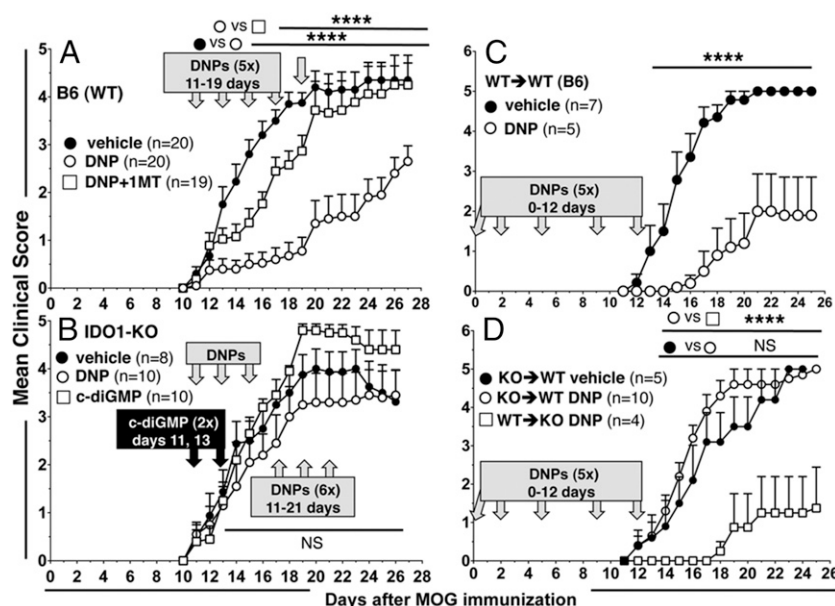 ○ vs □ ****
● vs ○ ****
A
B6 (WT)
DNPs (5x)
11-19 days
vehicle (n=20)
DNP (n=20)
DNP+1MT (n=19)
5
4
3
2
1
0
0 2 4 6 8 10 12 14 16 18 20 22 24 26 28
B
IDO1-KO
vehicle (n=8)
DNP (n=10)
c-diGMP (n=10)
DNPs
c-diGMP (2x)
days 11, 13
DNPs (6x)
11-21 days
NS
5
4
3
2
1
0
0 2 4 6 8 10 12 14 16 18 20 22 24 26 28
C
****
WT→WT (B6)
vehicle (n=7)
DNP (n=5)
DNPs (5x)
0-12 days
6
5
4
3
2
1
0
0 2 4 6 8 10 12 14 16 18 20 22 24 26
○ vs □ ****
● vs ○ NS
D
KO→WT vehicle (n=5)
KO→WT DNP (n=10)
WT→KO DNP (n=4)
DNPs (5x)
0-12 days
6
5
4
3
2
1
0
0 2 4 6 8 10 12 14 16 18 20 22 24 26
Mean Clinical Score
Days after MOG immunization